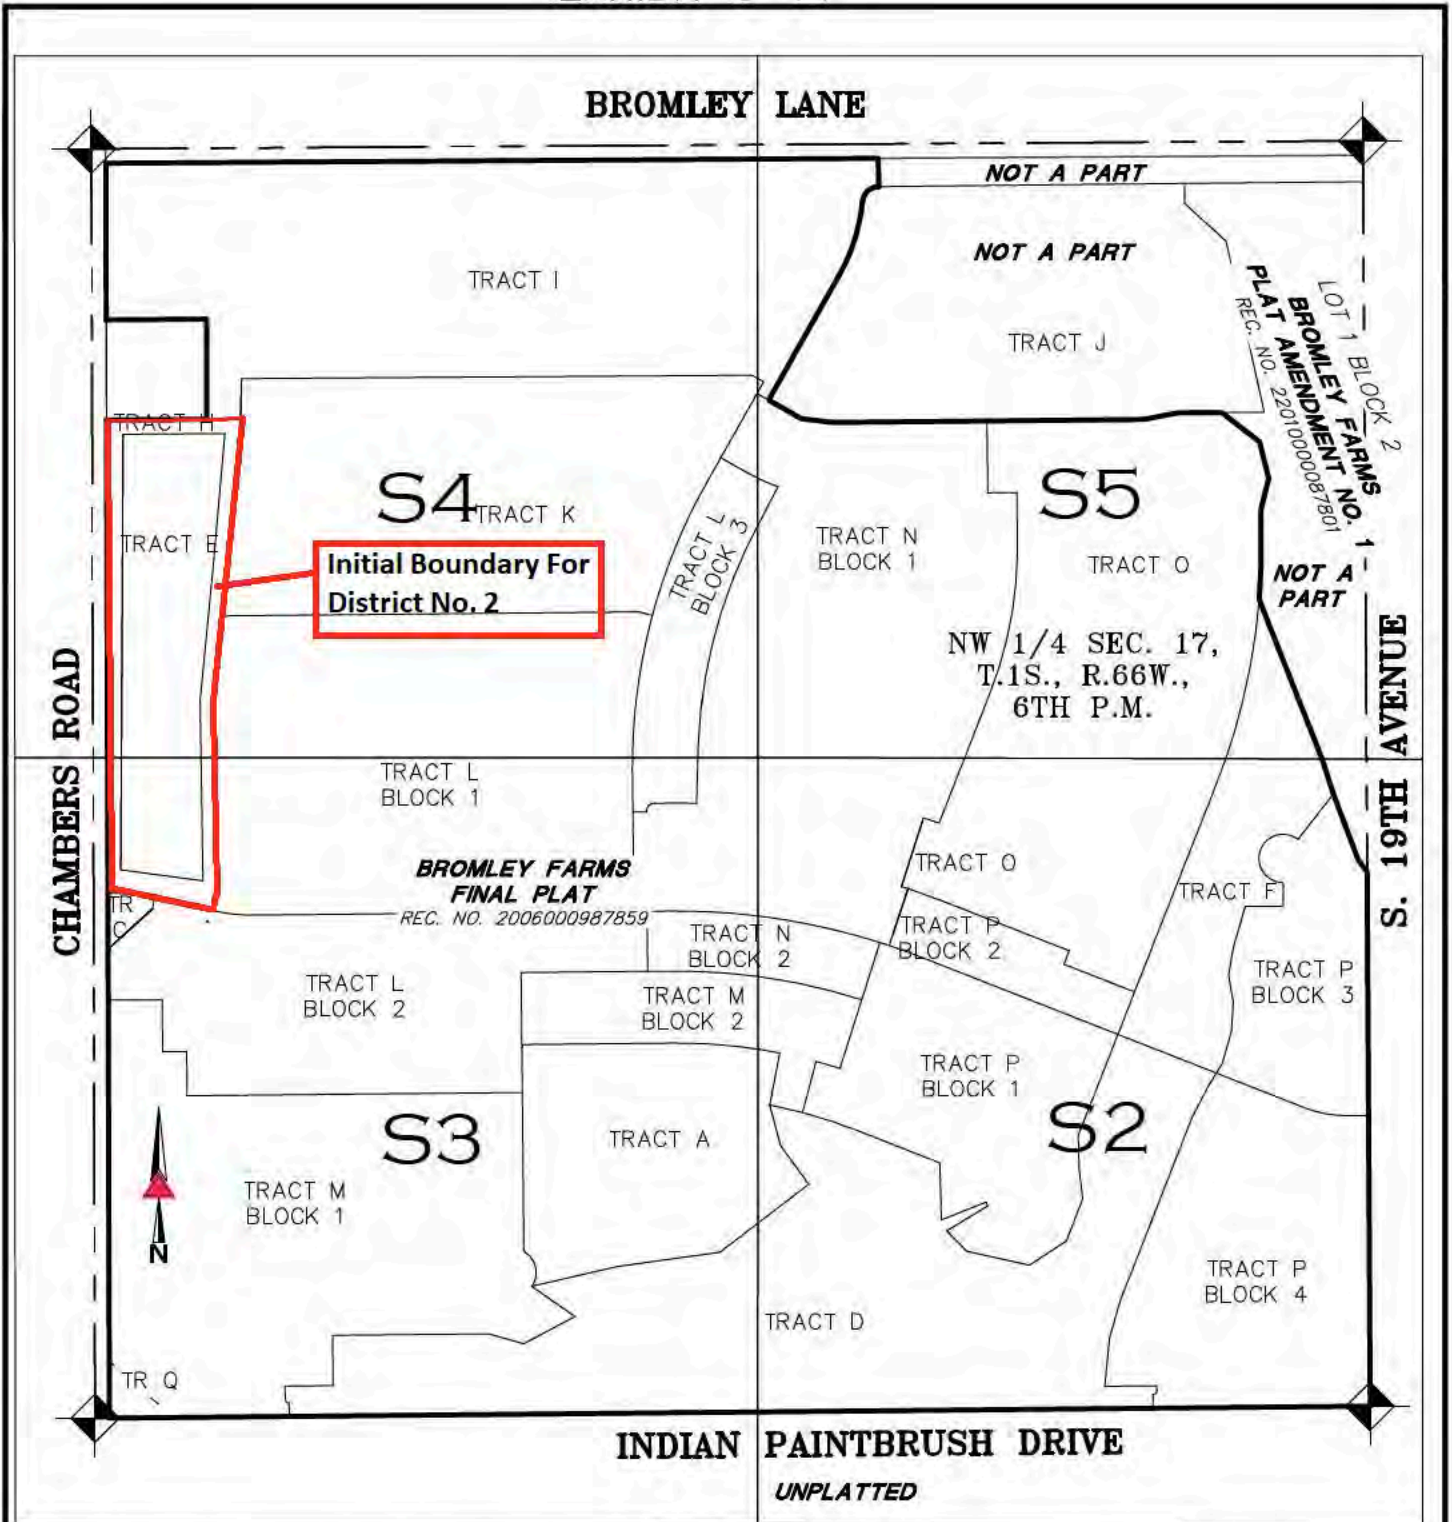 BROMLEY LANE
NOT A PART
NOT A PART
TRACT I
TRACT J
LOT 1 BLOCK 2
BROMLEY FARMS
PLAT AMENDMENT NO. 1
REC. NO. 2201000087801
TRACT H
S4
TRACT K
S5
TRACT E
TRACT L
BLOCK 3
TRACT N
BLOCK 1
TRACT O
Initial Boundary For
District No. 2
NOT A
PART
NW 1/4 SEC. 17,
T.1S., R.66W.,
6TH P.M.
CHAMBERS ROAD
S. 19TH AVENUE
TRACT L
BLOCK 1
BROMLEY FARMS
FINAL PLAT
REC. NO. 2006000987859
TRACT O
TRACT F
TR
C
TRACT N
BLOCK 2
TRACT P
BLOCK 2
TRACT L
BLOCK 2
TRACT M
BLOCK 2
TRACT P
BLOCK 3
TRACT P
BLOCK 1
S3
TRACT A
S2
TRACT M
BLOCK 1
N
TRACT P
BLOCK 4
TRACT D
TR Q
INDIAN PAINTBRUSH DRIVE
UNPLATTED